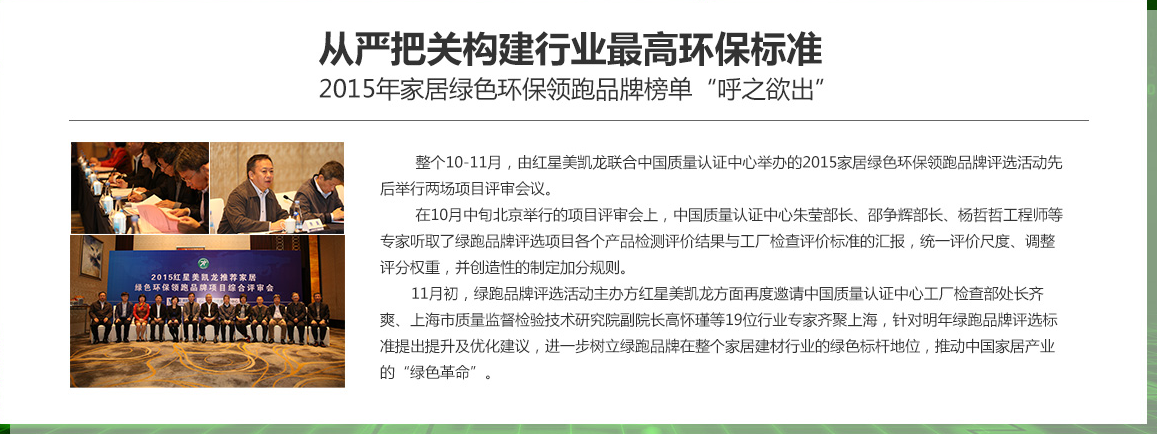 从严把关构建行业最高环保标准
2015年家居绿色环保领跑品牌榜单“呼之欲出”
整个10-11月，由红星美凯龙联合中国质量认证中心举办的2015家居绿色环保领跑品牌评选活动先
后举行两场项目评审会议。
在10月中旬北京举行的项目评审会上，中国质量认证中心朱莹部长、邵争辉部长、杨哲哲工程师等
专家听取了绿跑品牌评选项目各个产品检测评价结果与工厂检查评价标准的汇报，统一评价尺度、调整
评分权重，并创造性的制定加分规则。
11月初，绿跑品牌评选活动主办方红星美凯龙方面再度邀请中国质量认证中心工厂检查部处长齐
爽、上海市质量监督检验技术研究院副院长高怀瑾等19位行业专家齐聚上海，针对明年绿跑品牌评选标
准提出提升及优化建议，进一步树立绿跑品牌在整个家居建材行业的绿色标杆地位，推动中国家居产业
的“绿色革命”。
2015红星美凯龙推荐家居
绿色环保领跑品牌项目综合评审会